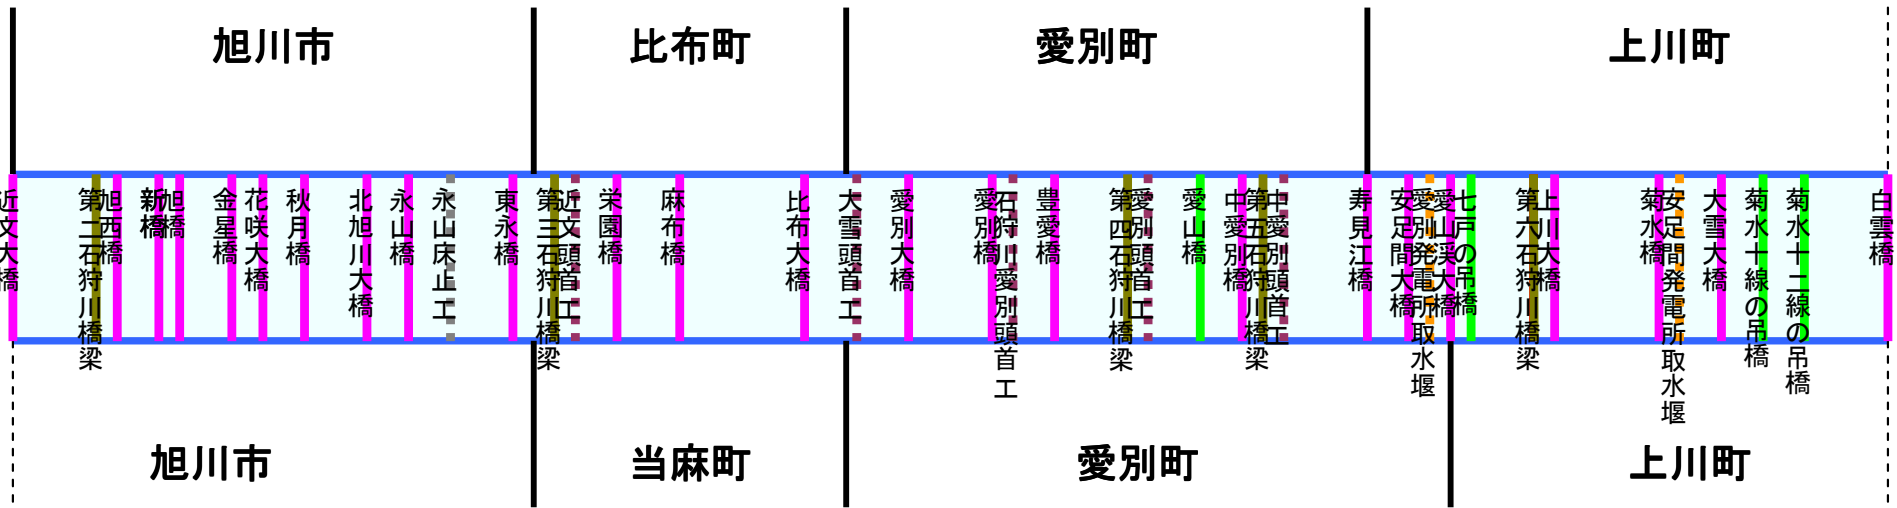 旭川市
比布町
愛別町
上川町
近文大橋
第二石狩川橋梁
旭西橋
新橋
旭橋
金星橋
花咲大橋
秋月橋
北旭川大橋
永山橋
永山床止工
東永橋
第三石狩川橋梁
近文頭首工
栄園橋
麻布橋
比布大橋
大雪頭首工
愛別大橋
愛別橋
石狩川愛別頭首工
豊愛橋
第四石狩川橋梁
愛別頭首工
愛山橋
中愛別橋
第五石狩川橋梁
中愛別頭首工
寿見江橋
安足間大橋
愛別発電所取水堰
愛山渓大橋
七戸の吊橋
第六石狩川橋梁
上川大橋
菊水橋
安足間発電所取水堰
大雪大橋
菊水十線の吊橋
菊水十二線の吊橋
白雲橋
旭川市
当麻町
愛別町
上川町